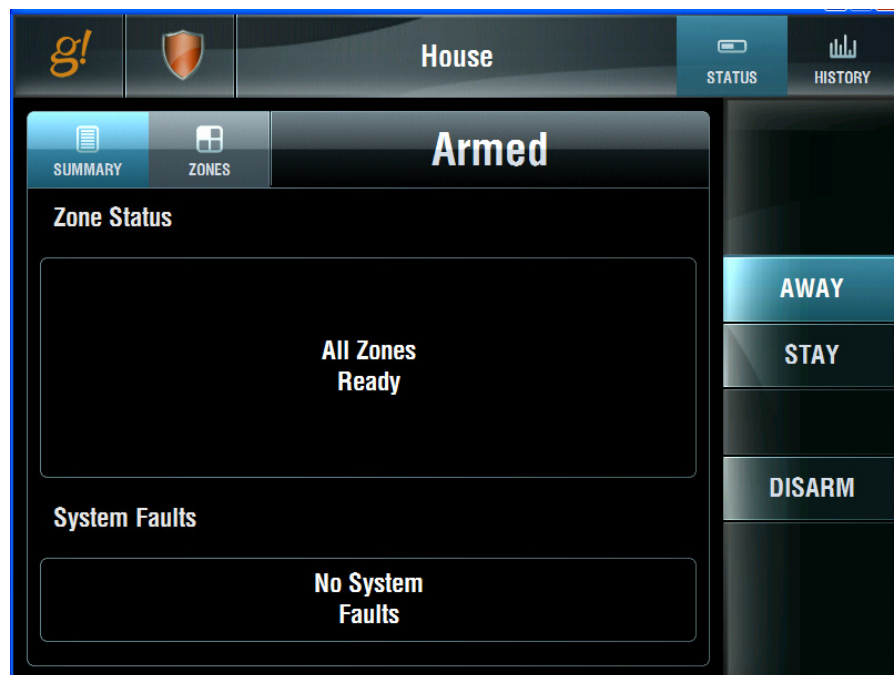 g!
House
STATUS
HISTORY
SUMMARY
ZONES
Armed
Zone Status
All Zones
Ready
System Faults
No System
Faults
AWAY
STAY
DISARM